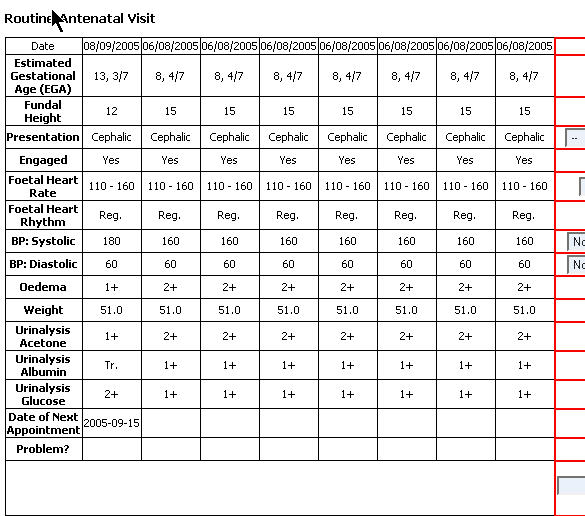 Routine Antenatal Visit
Date 08/09/2005 06/08/2005 06/08/2005 06/08/2005 06/08/2005 06/08/2005 06/08/2005 06/08/2005
Estimated Gestational Age (EGA) 13, 3/7 8, 4/7 8, 4/7 8, 4/7 8, 4/7 8, 4/7 8, 4/7 8, 4/7
Fundal Height 12 15 15 15 15 15 15 15
Presentation Cephalic Cephalic Cephalic Cephalic Cephalic Cephalic Cephalic Cephalic --
Engaged Yes Yes Yes Yes Yes Yes Yes Yes
Foetal Heart Rate 110 - 160 110 - 160 110 - 160 110 - 160 110 - 160 110 - 160 110 - 160 110 - 160
Foetal Heart Rhythm Reg. Reg. Reg. Reg. Reg. Reg. Reg. Reg.
BP: Systolic 180 160 160 160 160 160 160 160 No
BP: Diastolic 60 60 60 60 60 60 60 60 No
Oedema 1+ 2+ 2+ 2+ 2+ 2+ 2+ 2+
Weight 51.0 51.0 51.0 51.0 51.0 51.0 51.0 51.0
Urinalysis Acetone 1+ 2+ 2+ 2+ 2+ 2+ 2+ 2+
Urinalysis Albumin Tr. 1+ 1+ 1+ 1+ 1+ 1+ 1+
Urinalysis Glucose 2+ 1+ 1+ 1+ 1+ 1+ 1+ 1+
Date of Next Appointment 2005-09-15
Problem?